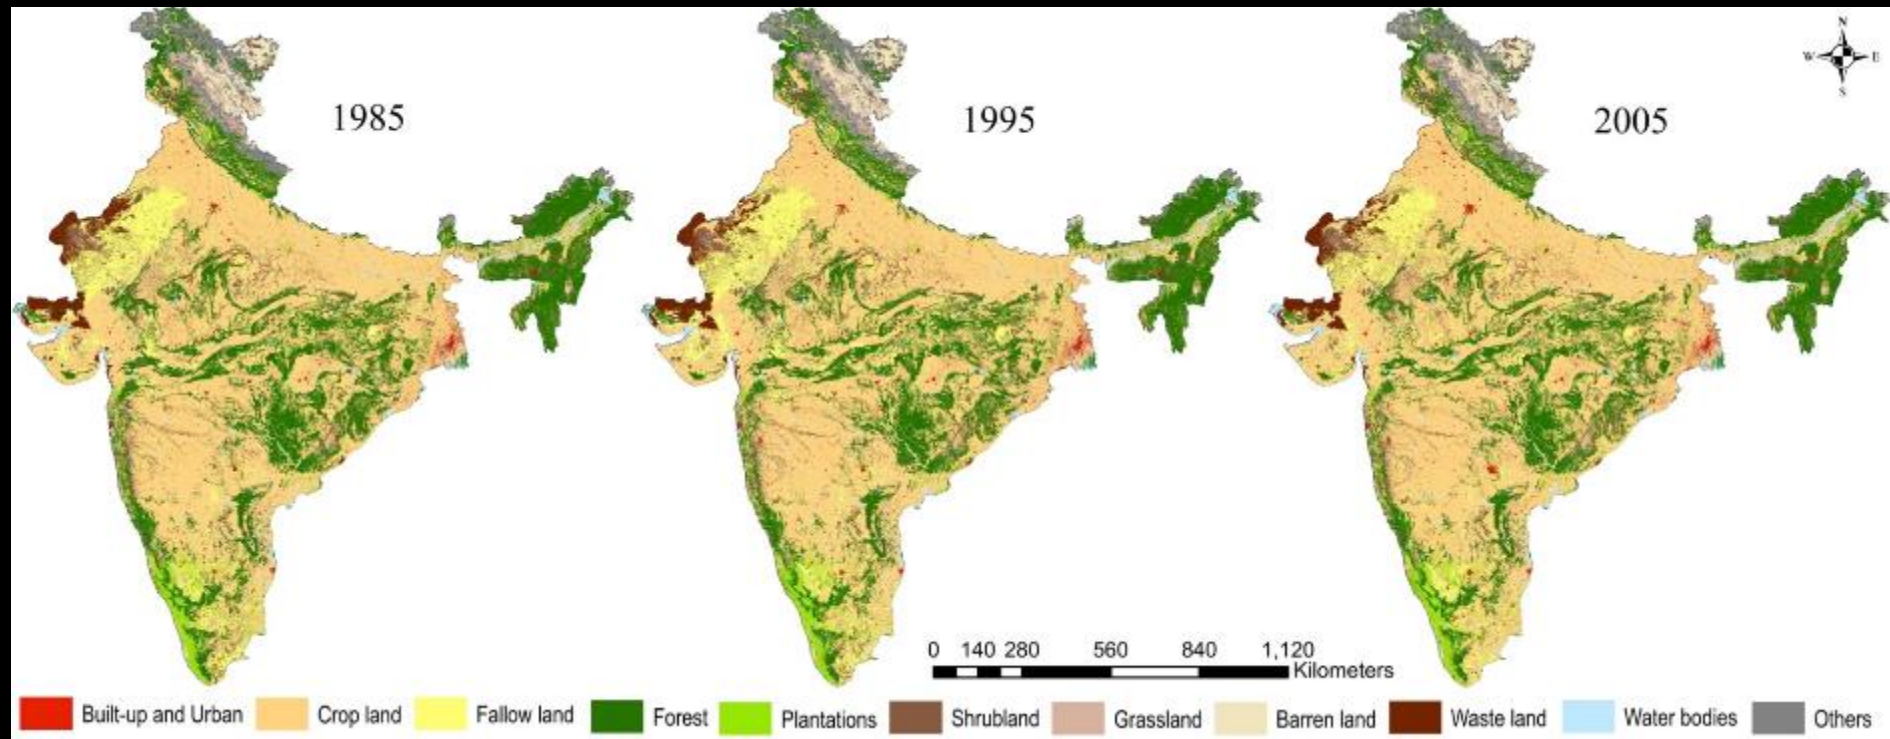 1985
1995
2005
N
W E
S
0 140 280 560 840 1,120
Kilometers
Built-up and Urban Crop land Fallow land Forest Plantations Shrubland Grassland Barren land Waste land Water bodies Others